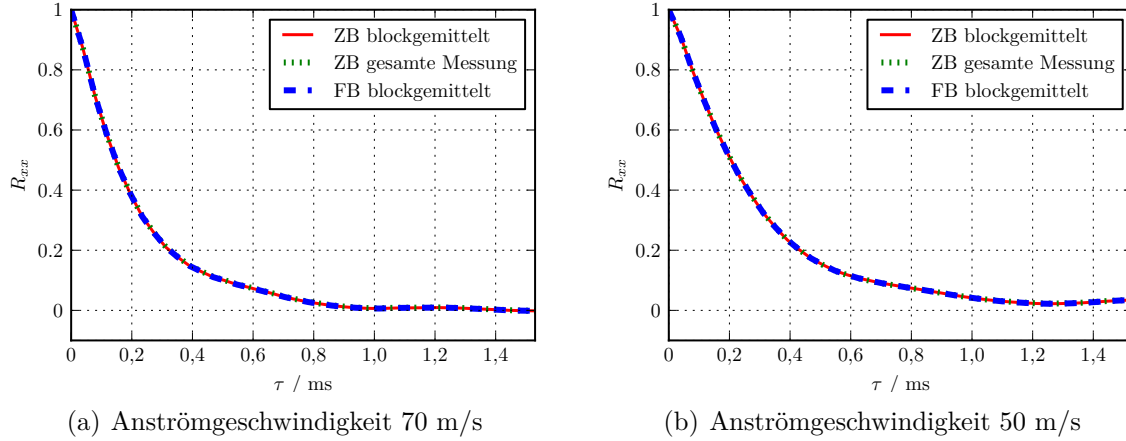 1
0.8
0.6
0.4
0.2
0
R_xx
ZB blockgemittelt
ZB gesamte Messung
FB blockgemittelt
0 0,2 0,4 0,6 0,8 1,0 1,2 1,4
τ / ms
(a) Anströmgeschwindigkeit 70 m/s
1
0.8
0.6
0.4
0.2
0
R_xx
ZB blockgemittelt
ZB gesamte Messung
FB blockgemittelt
0 0,2 0,4 0,6 0,8 1,0 1,2 1,4
τ / ms
(b) Anströmgeschwindigkeit 50 m/s